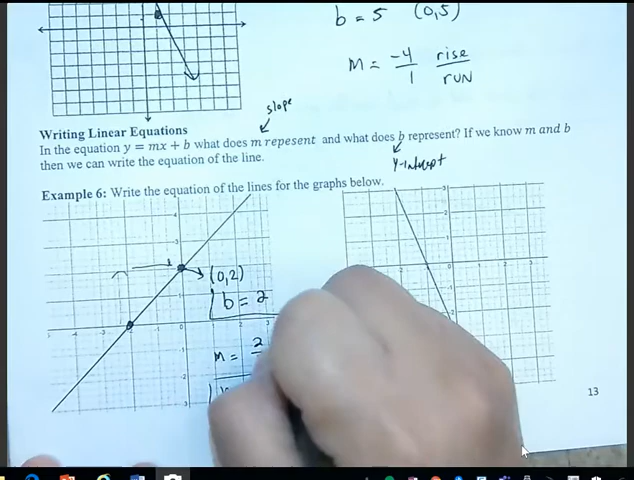 b = 5 (0,5)
M = -4/1 rise/RUN
slope
Writing Linear Equations
In the equation y = mx + b what does m repesent and what does b represent? If we know m and b
then we can write the equation of the line.
y-intercept
Example 6: Write the equation of the lines for the graphs below.
(0,2)
b = 2
M = 2
13